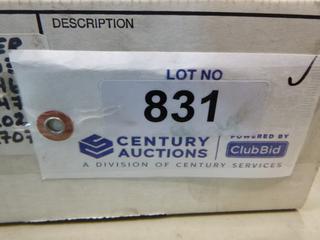 DESCRIPTION
LOT NO
831
CENTURY
AUCTIONS
POWERED BY
ClubBid
A DIVISION OF CENTURY SERVICES